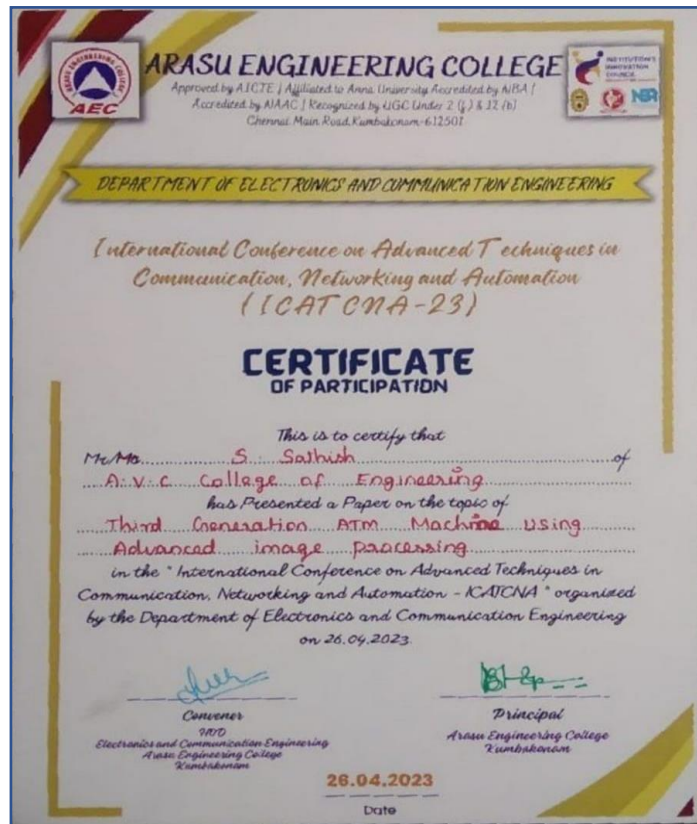 ARASU ENGINEERING COLLEGE
AEC
Approved by AICTE | Affiliated to Anna University Accredited by NBA |
Accredited by NAAC | Recognized by UGC Under 2 (f) & 12 (b)
Chennai Main Road, Kumbakonam-612501
INSTITUTION'S
INNOVATION
COUNCIL
DEPARTMENT OF ELECTRONICS AND COMMUNICATION ENGINEERING
International Conference on Advanced Techniques in
Communication, Networking and Automation
(ICATCNA-23)
CERTIFICATE
OF PARTICIPATION
This is to certify that
Mr/Ms. S. Sathish of
A.V.C College of Engineering
has Presented a Paper on the topic of
Third Generation ATM Machine using
Advanced image processing
in the "International Conference on Advanced Techniques in
Communication, Networking and Automation - ICATCNA" organized
by the Department of Electronics and Communication Engineering
on 26.04.2023.
Convener
HOD
Electronics and Communication Engineering
Arasu Engineering College
Kumbakonam
Principal
Arasu Engineering College
Kumbakonam
26.04.2023
Date